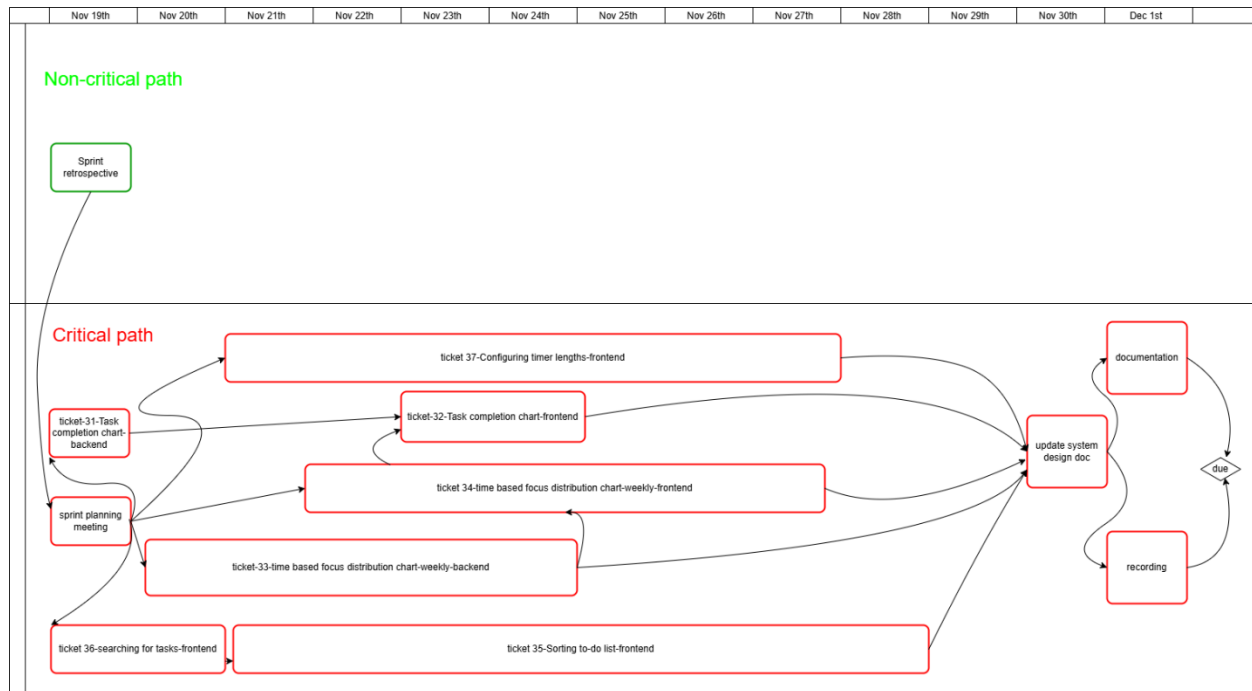 Nov 19th Nov 20th Nov 21th Nov 22th Nov 23th Nov 24th Nov 25th Nov 26th Nov 27th Nov 28th Nov 29th Nov 30th Dec 1st
Non-critical path
Sprint
retrospective
Critical path
ticket 37-Configuring timer lengths-frontend
documentation
ticket-31-Task
completion chart-
backend
ticket-32-Task completion chart-frontend
update system
design doc
due
ticket 34-time based focus distribution chart-weekly-frontend
sprint planning
meeting
ticket-33-time based focus distribution chart-weekly-backend
recording
ticket 36-searching for tasks-frontend
ticket 35-Sorting to-do list-frontend